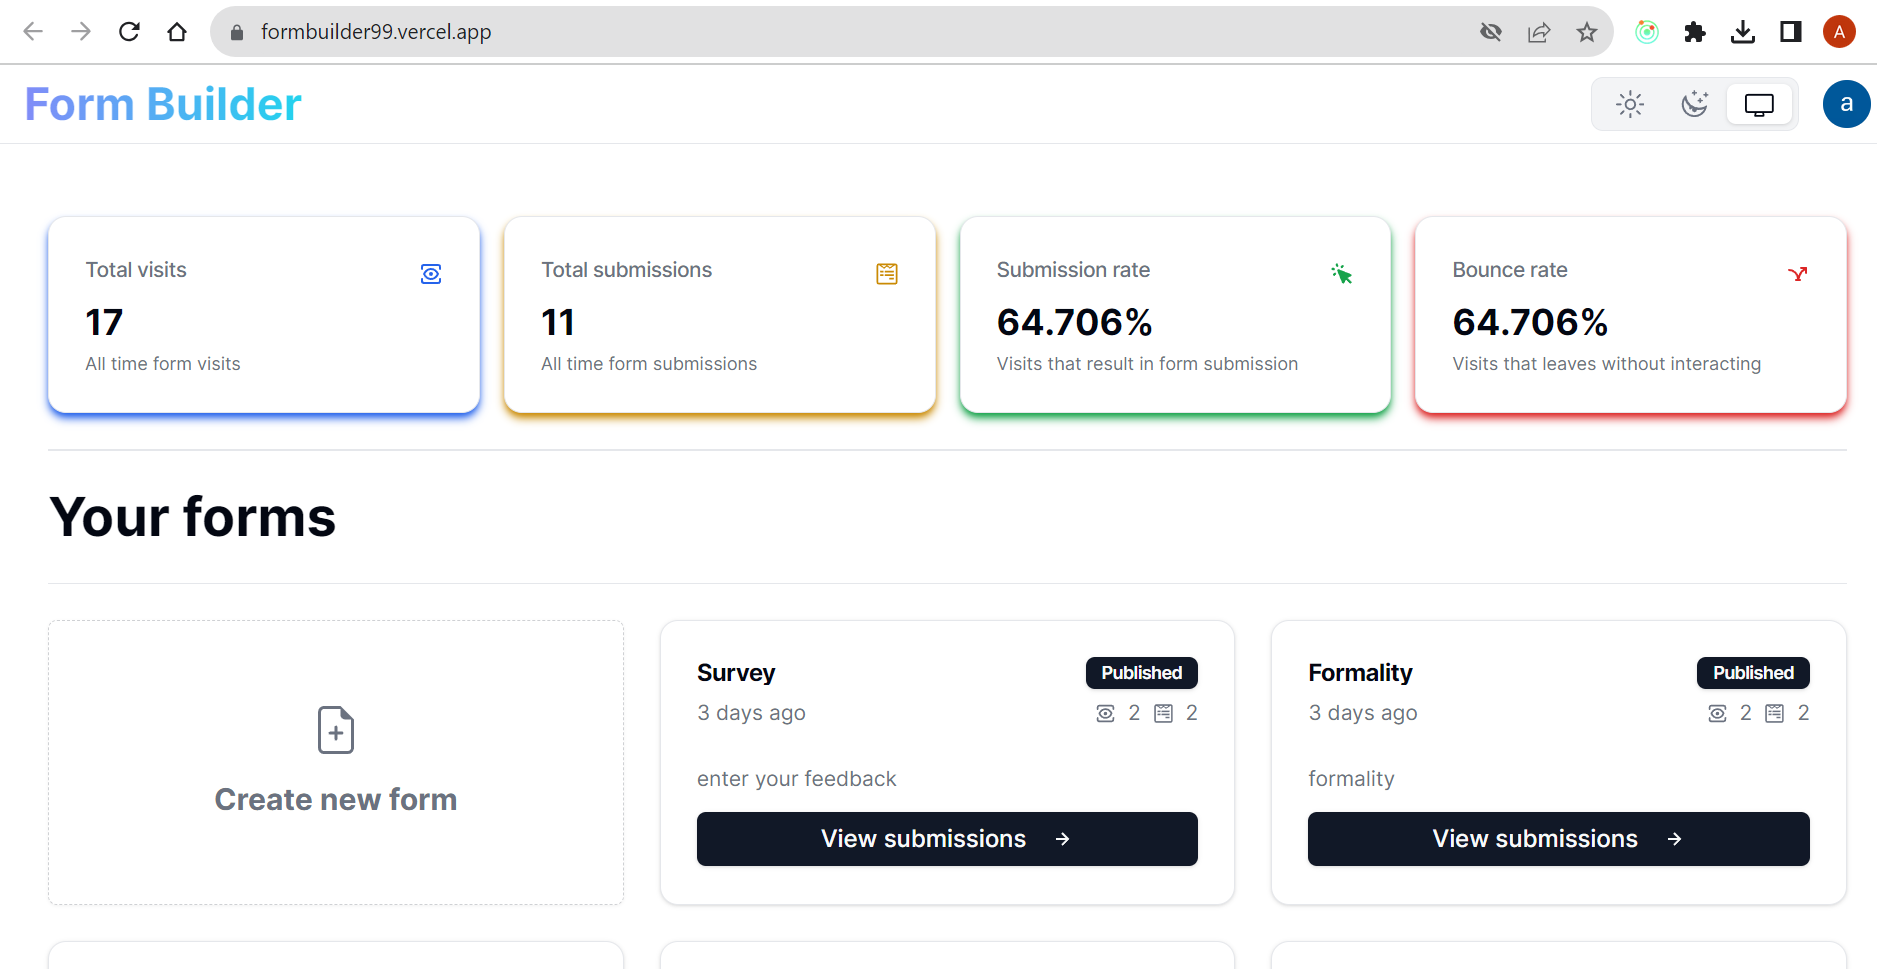 formbuilder99.vercel.app
A
Form Builder
a
Total visits
17
All time form visits
Total submissions
11
All time form submissions
Submission rate
64.706%
Visits that result in form submission
Bounce rate
64.706%
Visits that leaves without interacting
Your forms
Create new form
Survey
Published
3 days ago
2 2
enter your feedback
View submissions
Formality
Published
3 days ago
2 2
formality
View submissions